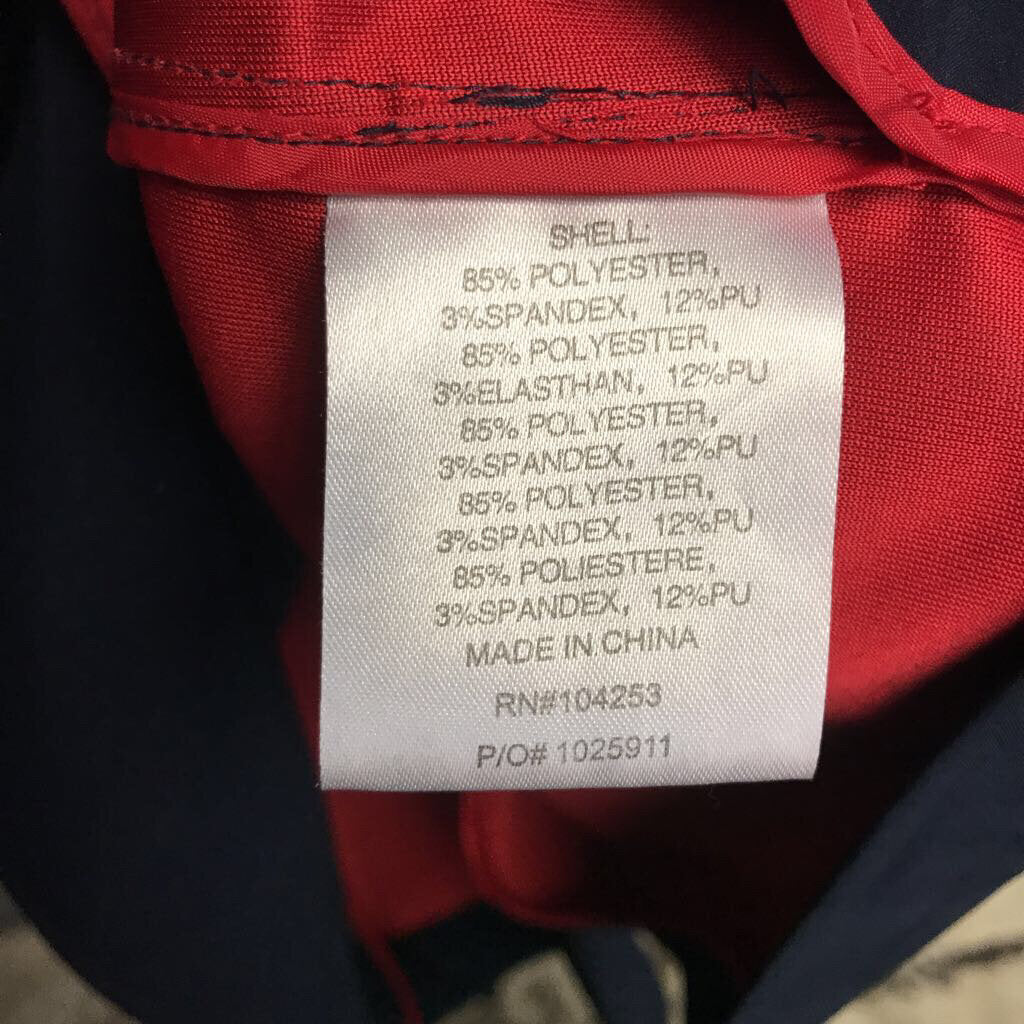 SHELL:
85% POLYESTER,
3%SPANDEX, 12%PU
85% POLYESTER,
3%ELASTHAN, 12%PU
85% POLYESTER,
3%SPANDEX, 12%PU
85% POLYESTER,
3%SPANDEX, 12%PU
85% POLIESTERE,
3%SPANDEX, 12%PU
MADE IN CHINA
RN#104253
P/O# 1025911